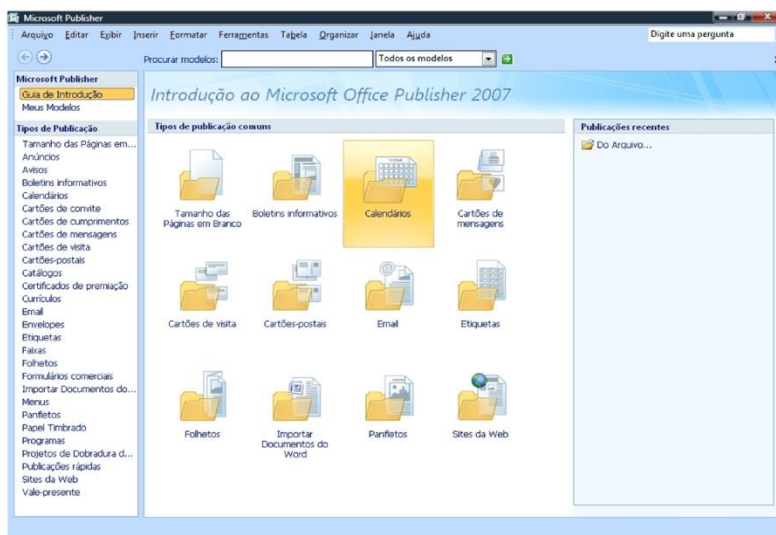 Microsoft Publisher
Arquivo Editar Exibir Inserir Formatar Ferramentas Tabela Organizar Janela Ajuda
Digite uma pergunta
Procurar modelos:
Todos os modelos
Microsoft Publisher
Guia de Introdução
Meus Modelos
Tipos de Publicação
Tamanho das Páginas em...
Anúncios
Avisos
Boletins informativos
Calendários
Cartões de convite
Cartões de cumprimentos
Cartões de mensagens
Cartões de visita
Cartões-postais
Catálogos
Certificados de premiação
Currículos
Email
Envelopes
Etiquetas
Faixas
Folhetos
Formulários comerciais
Importar Documentos do...
Menus
Panfletos
Papel Timbrado
Programas
Projetos de Dobradura d...
Publicações rápidas
Sites da Web
Vale-presente
Introdução ao Microsoft Office Publisher 2007
Tipos de publicação comuns
Tamanho das
Páginas em Branco
Boletins informativos
Calendários
Cartões de
mensagens
Cartões de visita
Cartões-postais
Email
Etiquetas
Folhetos
Importar
Documentos do
Word
Panfletos
Sites da Web
Publicações recentes
Do Arquivo...